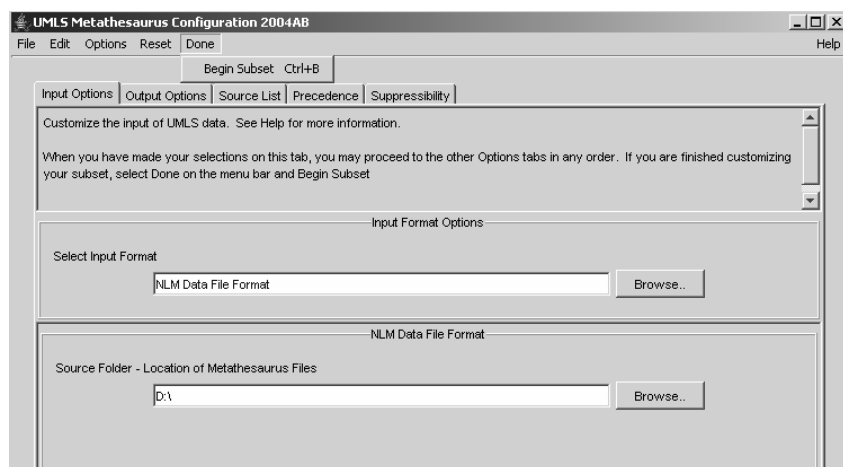 UMLS Metathesaurus Configuration 2004AB
File Edit Options Reset Done Help
Begin Subset Ctrl+B
Input Options Output Options Source List Precedence Suppressibility
Customize the input of UMLS data. See Help for more information.
When you have made your selections on this tab, you may proceed to the other Options tabs in any order. If you are finished customizing
your subset, select Done on the menu bar and Begin Subset
Input Format Options
Select Input Format
NLM Data File Format Browse..
NLM Data File Format
Source Folder - Location of Metathesaurus Files
D:\ Browse..